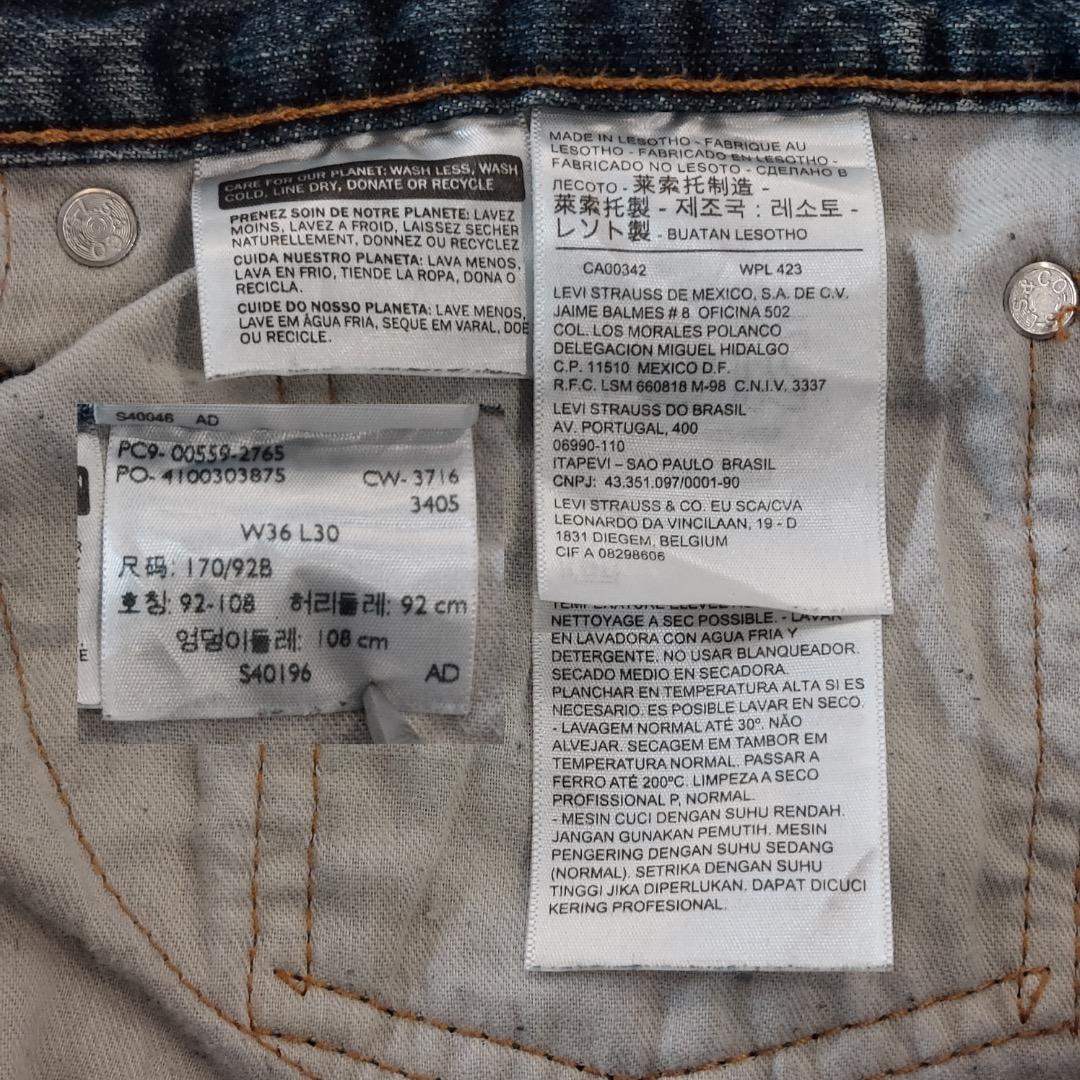 CARE FOR OUR PLANET: WASH LESS, WASH
COLD, LINE DRY, DONATE OR RECYCLE
PRENEZ SOIN DE NOTRE PLANETE: LAVEZ
MOINS, LAVEZ A FROID, LAISSEZ SECHER
NATURELLEMENT, DONNEZ OU RECYCLEZ
CUIDA NUESTRO PLANETA: LAVA MENOS,
LAVA EN FRIO, TIENDE LA ROPA, DONA O
RECICLA.
CUIDE DO NOSSO PLANETA: LAVE MENOS,
LAVE EM ÁGUA FRIA, SEQUE EM VARAL, DOE
OU RECICLE.
MADE IN LESOTHO - FABRIQUE AU
LESOTHO - FABRICADO EN LESOTHO -
FABRICADO NO LESOTO - СДЕЛАНО В
ЛЕСОТО - 莱索托制造 -
萊索托製 - 제조국 : 레소토 -
レソト製 - BUATAN LESOTHO
CA00342 WPL 423
LEVI STRAUSS DE MEXICO, S.A. DE C.V.
JAIME BALMES # 8 OFICINA 502
COL. LOS MORALES POLANCO
DELEGACION MIGUEL HIDALGO
C.P. 11510 MEXICO D.F.
R.F.C. LSM 660818 M-98 C.N.I.V. 3337
LEVI STRAUSS DO BRASIL
AV. PORTUGAL, 400
06990-110
ITAPEVI – SAO PAULO BRASIL
CNPJ: 43.351.097/0001-90
LEVI STRAUSS & CO. EU SCA/CVA
LEONARDO DA VINCILAAN, 19 - D
1831 DIEGEM, BELGIUM
CIF A 08298606
NETTOYAGE A SEC POSSIBLE. - LAVAR
EN LAVADORA CON AGUA FRIA Y
DETERGENTE. NO USAR BLANQUEADOR.
SECADO MEDIO EN SECADORA.
PLANCHAR EN TEMPERATURA ALTA SI ES
NECESARIO. ES POSIBLE LAVAR EN SECO.
- LAVAGEM NORMAL ATÉ 30°. NÃO
ALVEJAR. SECAGEM EM TAMBOR EM
TEMPERATURA NORMAL. PASSAR A
FERRO ATÉ 200°C. LIMPEZA A SECO
PROFISSIONAL P, NORMAL.
- MESIN CUCI DENGAN SUHU RENDAH.
JANGAN GUNAKAN PEMUTIH. MESIN
PENGERING DENGAN SUHU SEDANG
(NORMAL). SETRIKA DENGAN SUHU
TINGGI JIKA DIPERLUKAN. DAPAT DICUCI
KERING PROFESIONAL.
S40046 AD
PC9- 00559-2765
PO- 4100303875 CW- 3716
3405
W36 L30
尺码: 170/92B
호칭: 92-108 허리둘레: 92 cm
엉덩이둘레: 108 cm
S40196 AD
S & CO